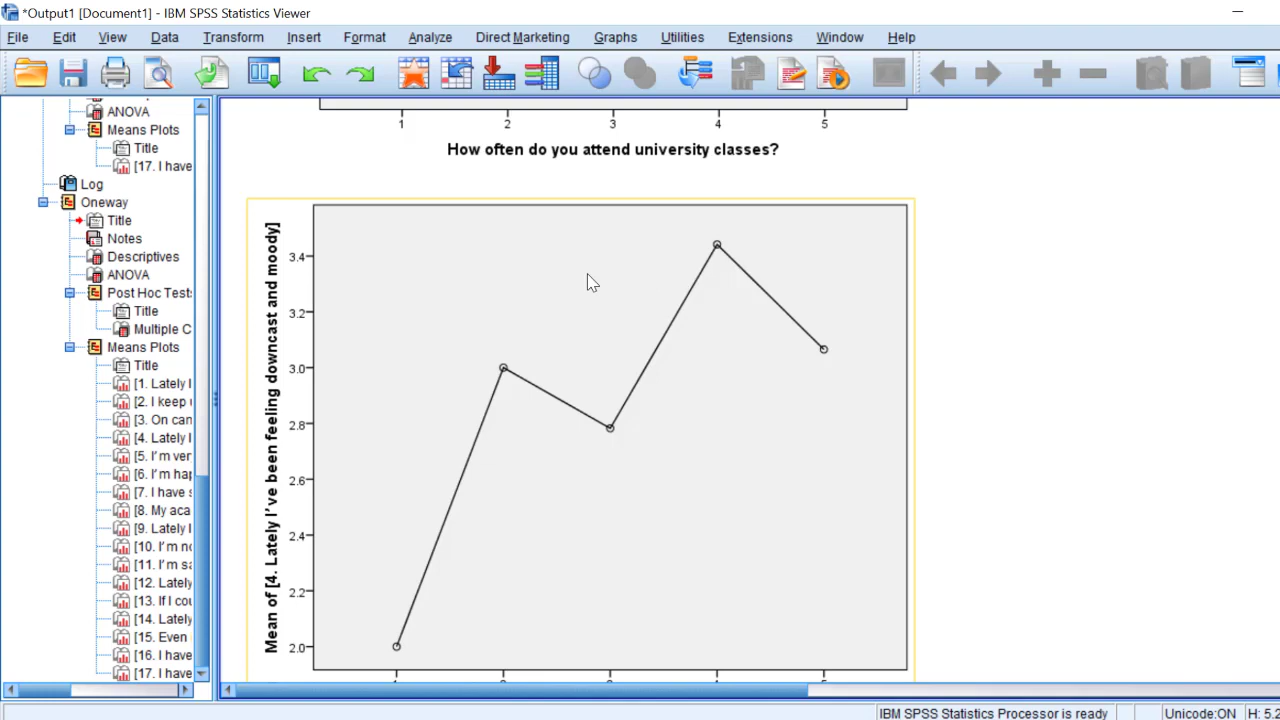 *Output1 [Document1] - IBM SPSS Statistics Viewer
File Edit View Data Transform Insert Format Analyze Direct Marketing Graphs Utilities Extensions Window Help
ANOVA
Means Plots
Title
[17. I have
Log
Oneway
Title
Notes
Descriptives
ANOVA
Post Hoc Tests
Title
Multiple C
Means Plots
Title
[1. Lately I
[2. I keep
[3. On can
[4. Lately I
[5. I'm ver
[6. I'm hap
[7. I have s
[8. My aca
[9. Lately I
[10. I'm no
[11. I'm sa
[12. Lately
[13. If I cou
[14. Lately
[15. Even
[16. I have
[17. I have
1 2 3 4 5
How often do you attend university classes?
Mean of [4. Lately I've been feeling downcast and moody]
3.4
3.2
3.0
2.8
2.6
2.4
2.2
2.0
IBM SPSS Statistics Processor is ready Unicode:ON H: 5,2